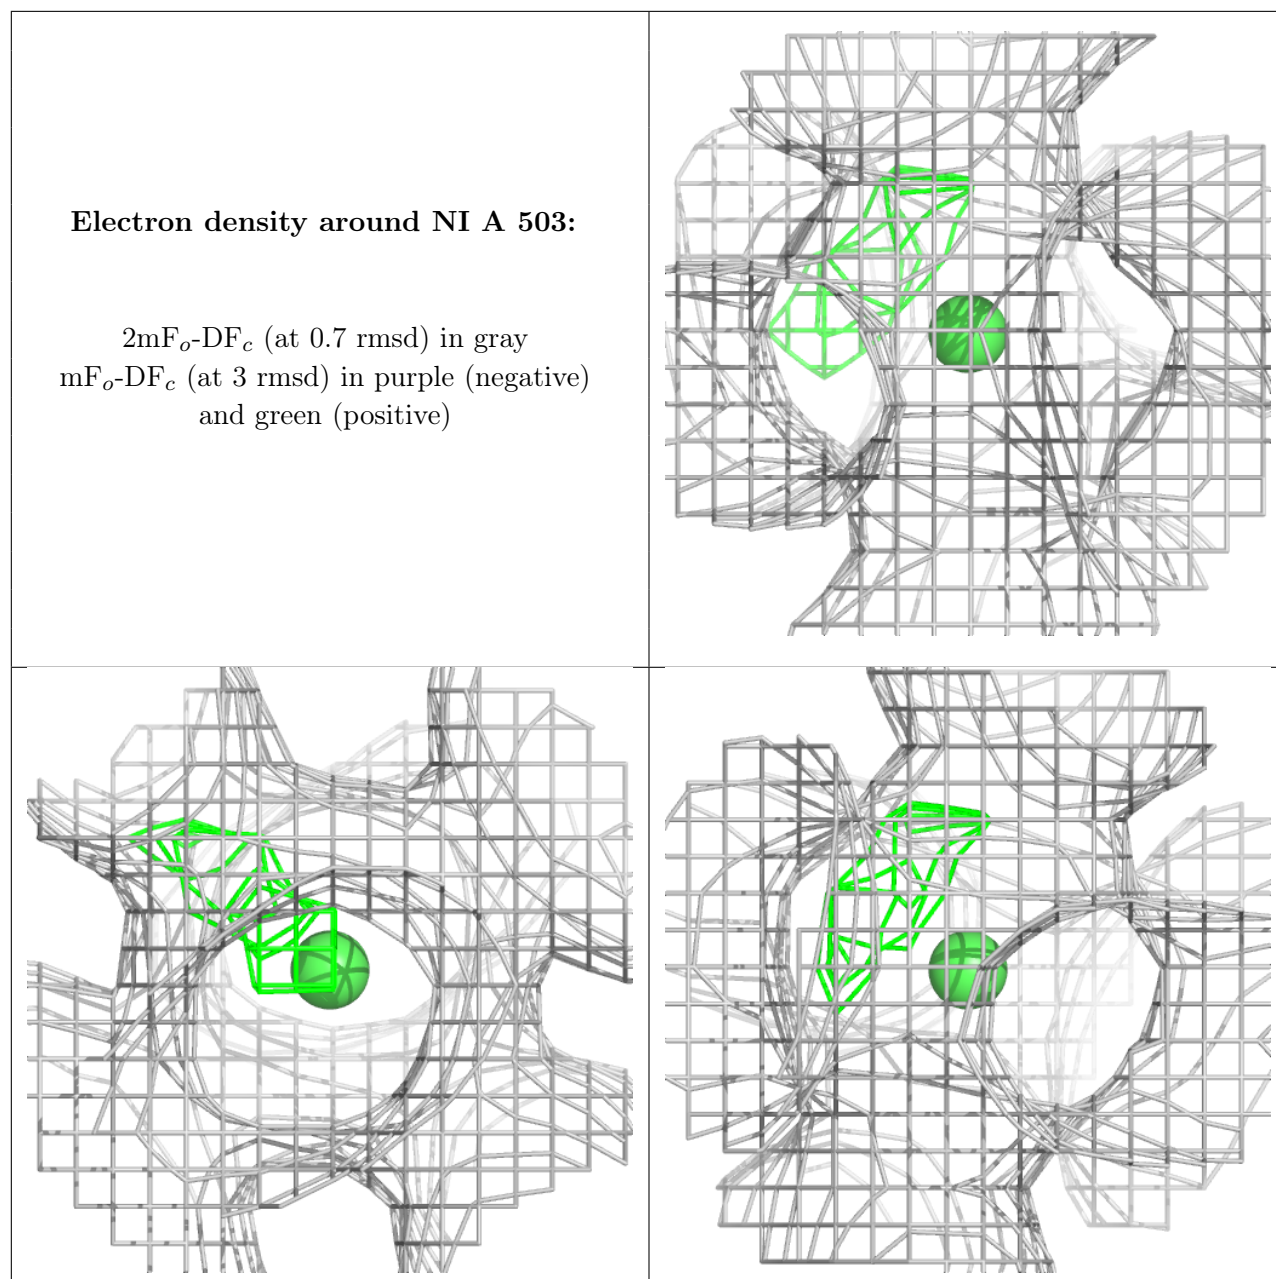 Electron density around NI A 503:
2mFo-DFc (at 0.7 rmsd) in gray
mFo-DFc (at 3 rmsd) in purple (negative)
and green (positive)